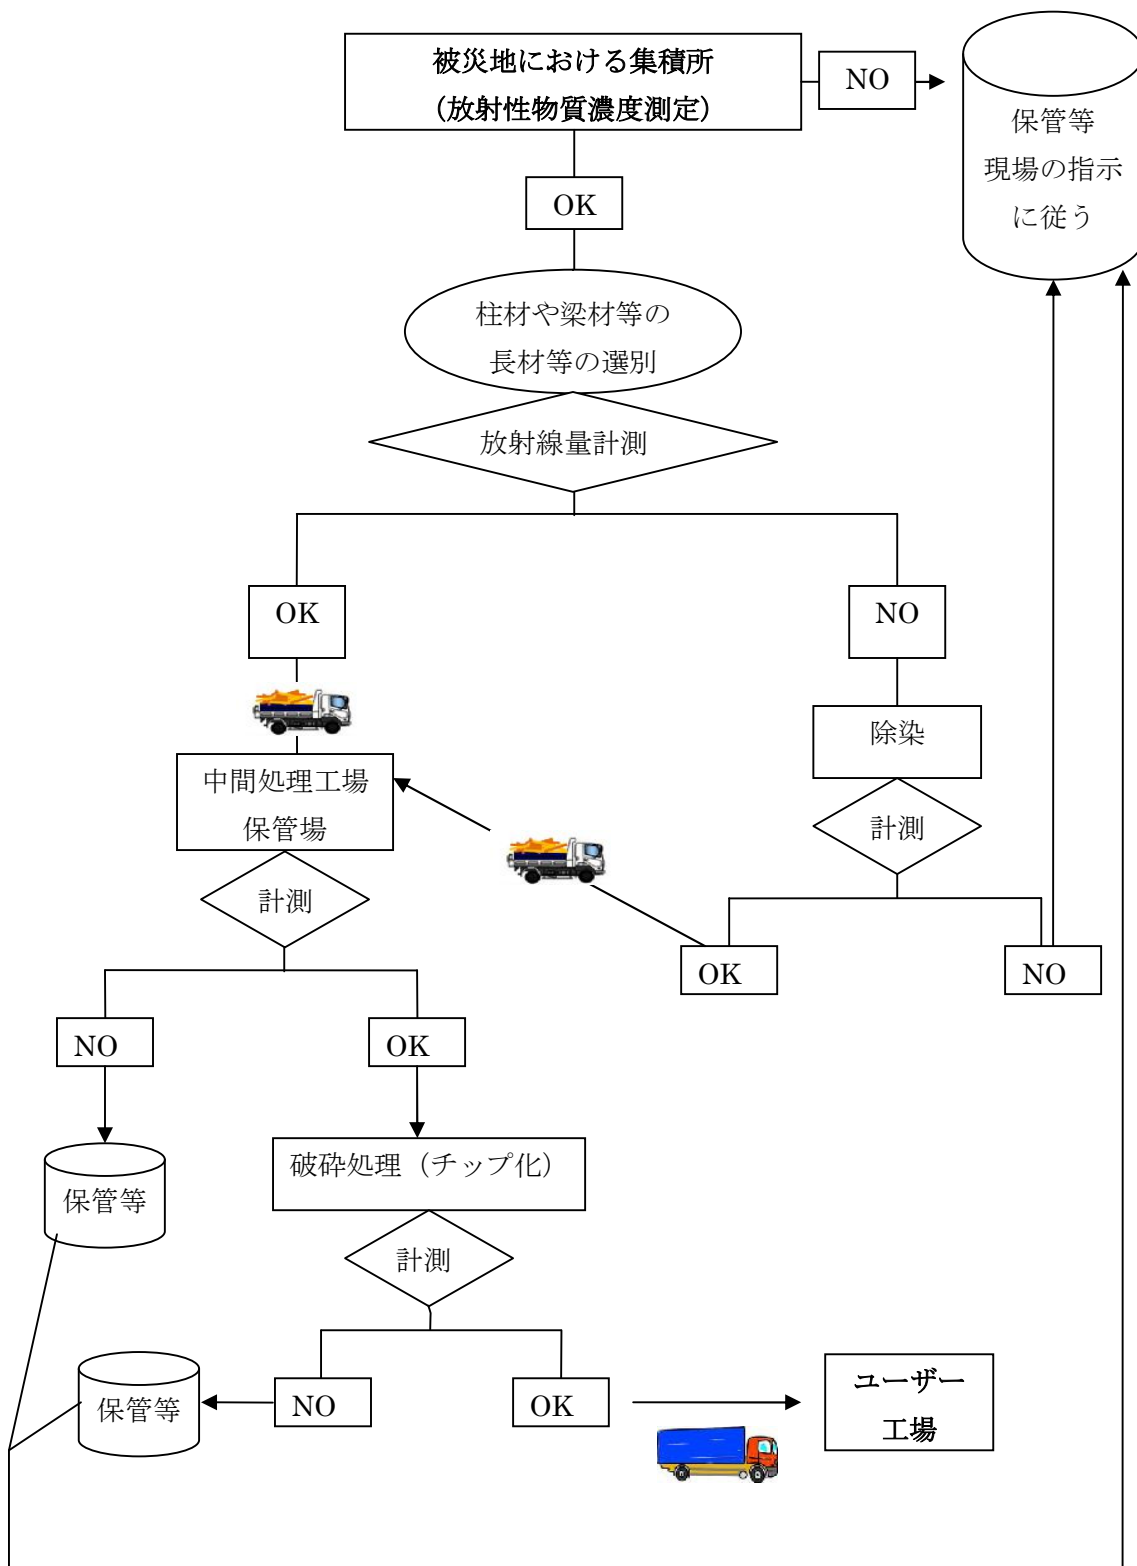 被災地における集積所
（放射性物質濃度測定）
NO
保管等
現場の指示
に従う
OK
柱材や梁材等の
長材等の選別
放射線量計測
OK
NO
除染
中間処理工場
保管場
計測
計測
OK
NO
NO
OK
保管等
破砕処理（チップ化）
計測
保管等
NO
OK
ユーザー
工場